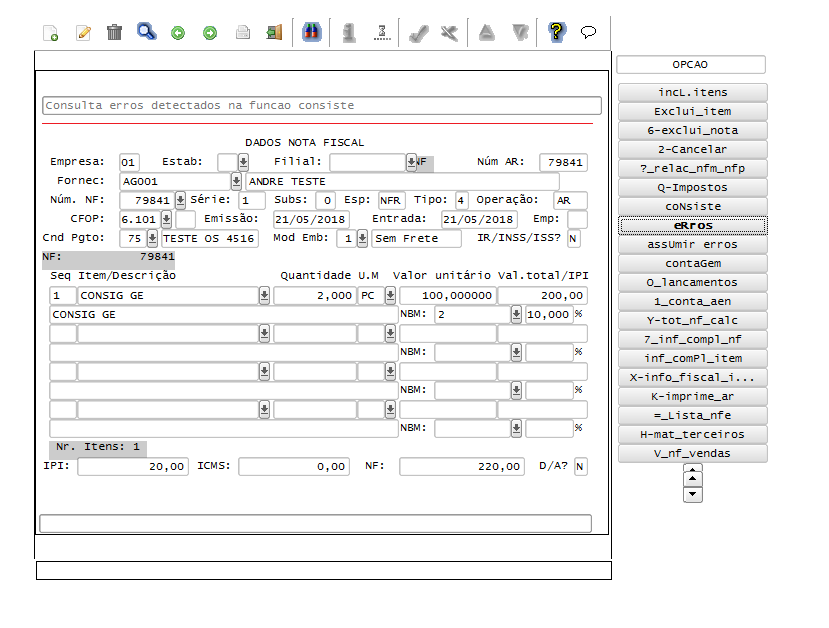 OPCAO
Consulta erros detectados na funcao consiste
DADOS NOTA FISCAL
Empresa: 01 Estab: Filial: NF Núm AR: 79841
Fornec: AG001 ANDRE TESTE
Núm. NF: 79841 Série: 1 Subs: 0 Esp: NFR Tipo: 4 Operação: AR
CFOP: 6.101 Emissão: 21/05/2018 Entrada: 21/05/2018 Emp:
Cnd Pgto: 75 TESTE OS 4516 Mod Emb: 1 Sem Frete IR/INSS/ISS? N
NF: 79841
Seq Item/Descrição Quantidade U.M Valor unitário Val.total/IPI
1 CONSIG GE 2,000 PC 100,000000 200,00
CONSIG GE NBM: 2 10,000 %
NBM: %
NBM: %
NBM: %
Nr. Itens: 1
IPI: 20,00 ICMS: 0,00 NF: 220,00 D/A? N
incL.itens
Exclui_item
6-exclui_nota
2-Cancelar
?_relac_nfm_nfp
Q-Impostos
coNsiste
eRros
assUmir erros
contaGem
O_lancamentos
1_conta_aen
Y-tot_nf_calc
7_inf_compl_nf
inf_comPl_item
X-info_fiscal_i...
K-imprime_ar
=_Lista_nfe
H-mat_terceiros
V_nf_vendas